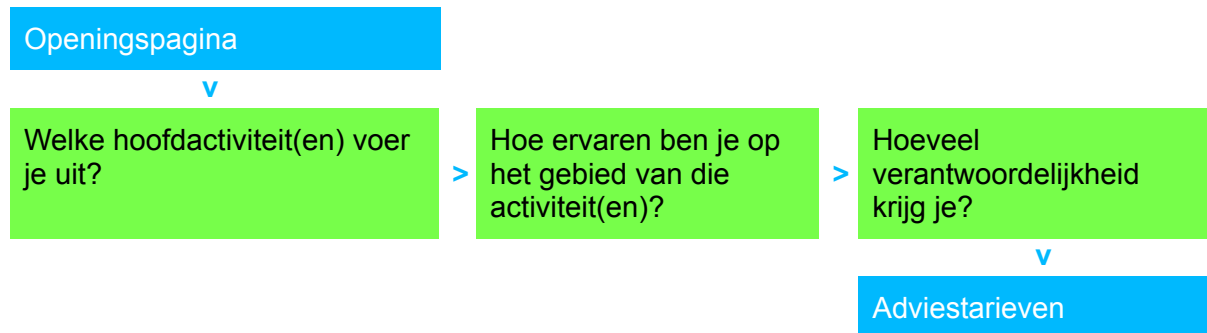 Openingspagina
v
Welke hoofdactiviteit(en) voer
je uit?
>
Hoe ervaren ben je op
het gebied van die
activiteit(en)?
>
Hoeveel
verantwoordelijkheid
krijg je?
v
Adviestarieven